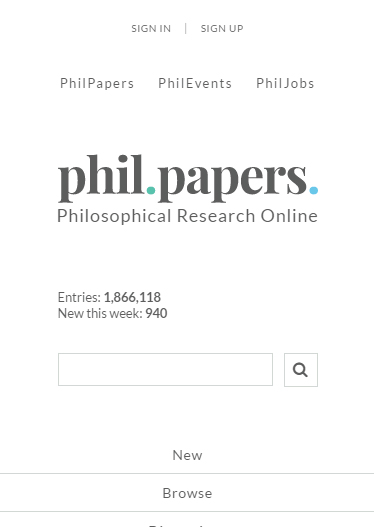 SIGN IN | SIGN UP
PhilPapers PhilEvents PhilJobs
phil.papers.
Philosophical Research Online
Entries: 1,866,118
New this week: 940
New
Browse